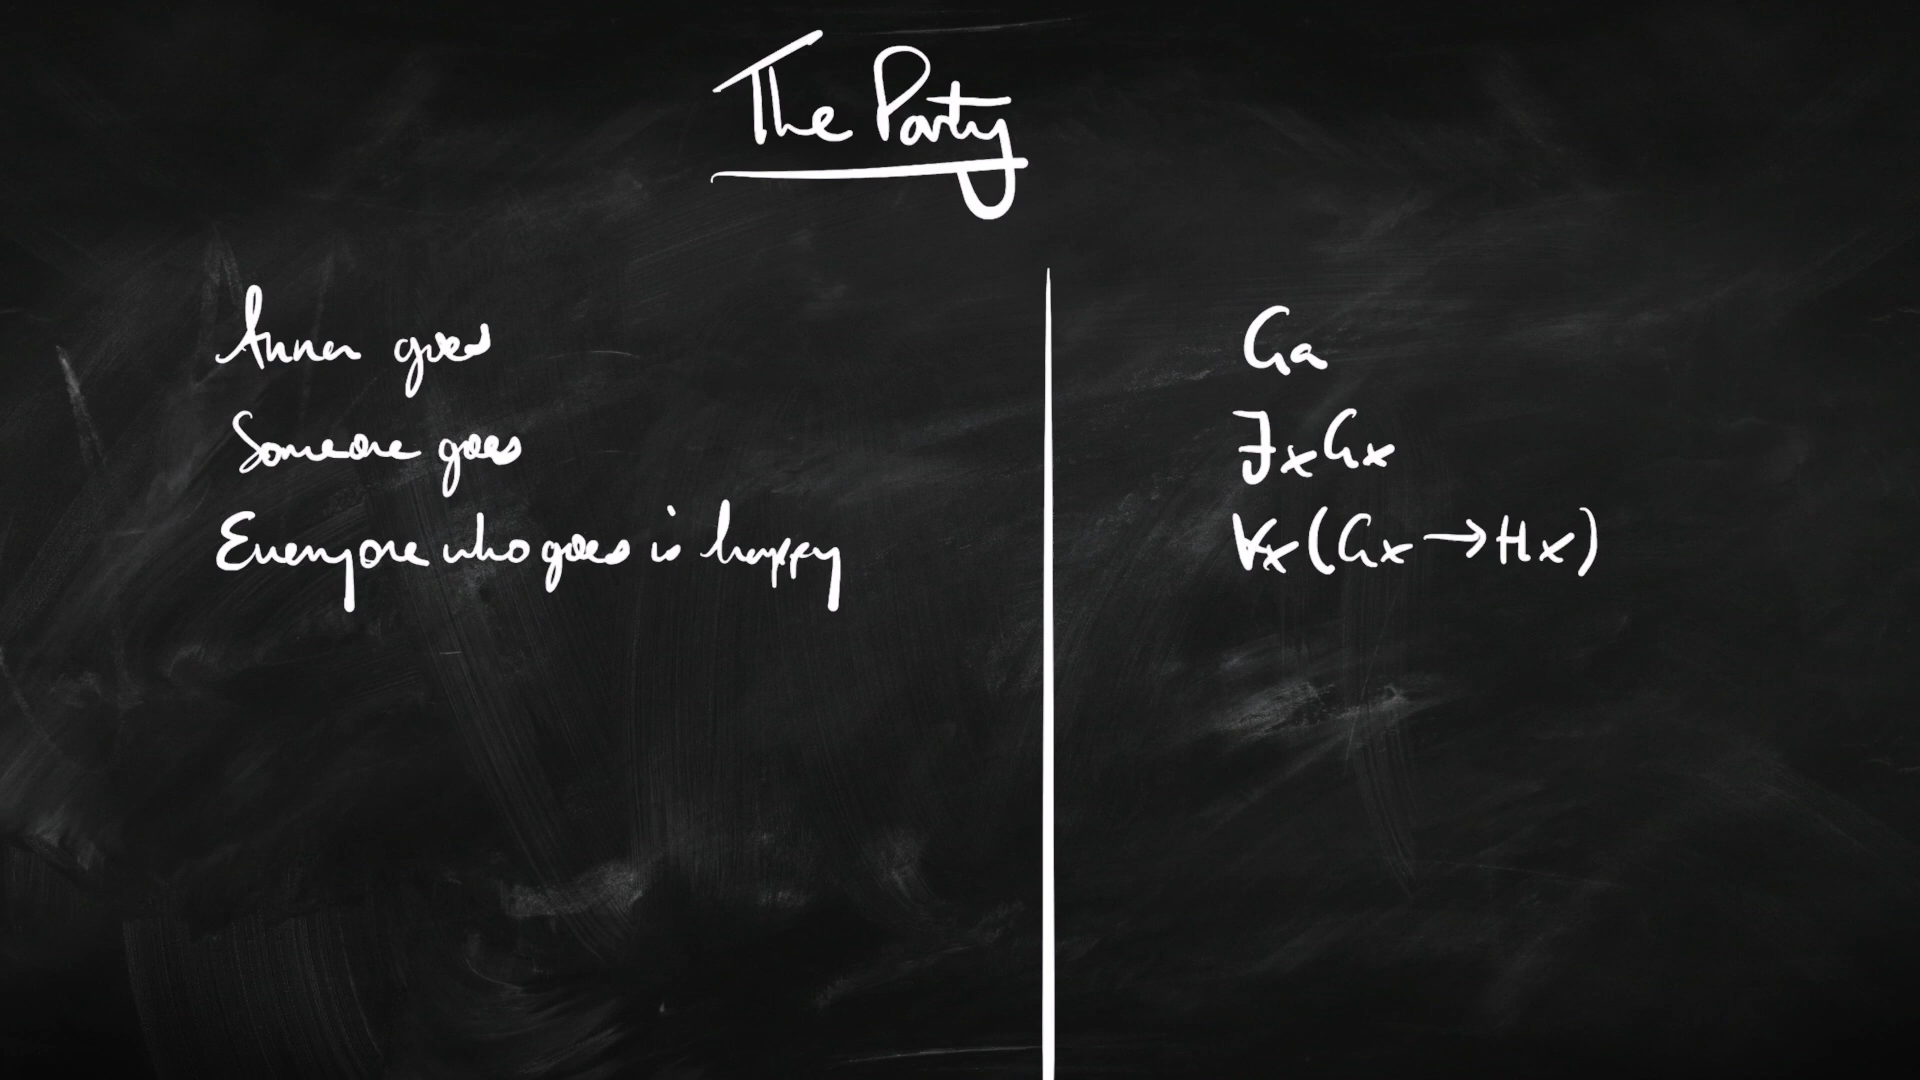 The Party
Anna goes
Someone goes
Everyone who goes is happy
Ga
∃xGx
∀x(Gx→Hx)